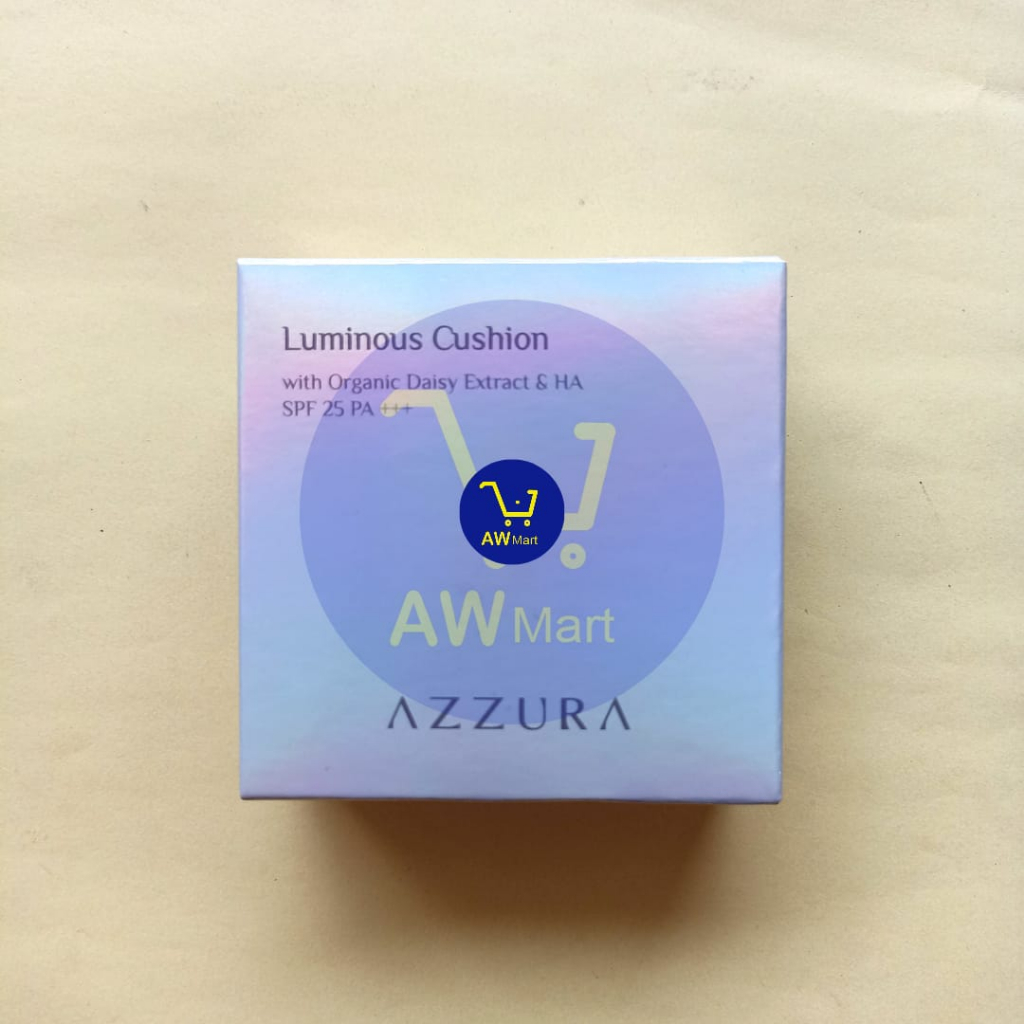 Luminous Cushion
with Organic Daisy Extract & HA
SPF 25 PA +++
AW Mart
AW Mart
AZZURA